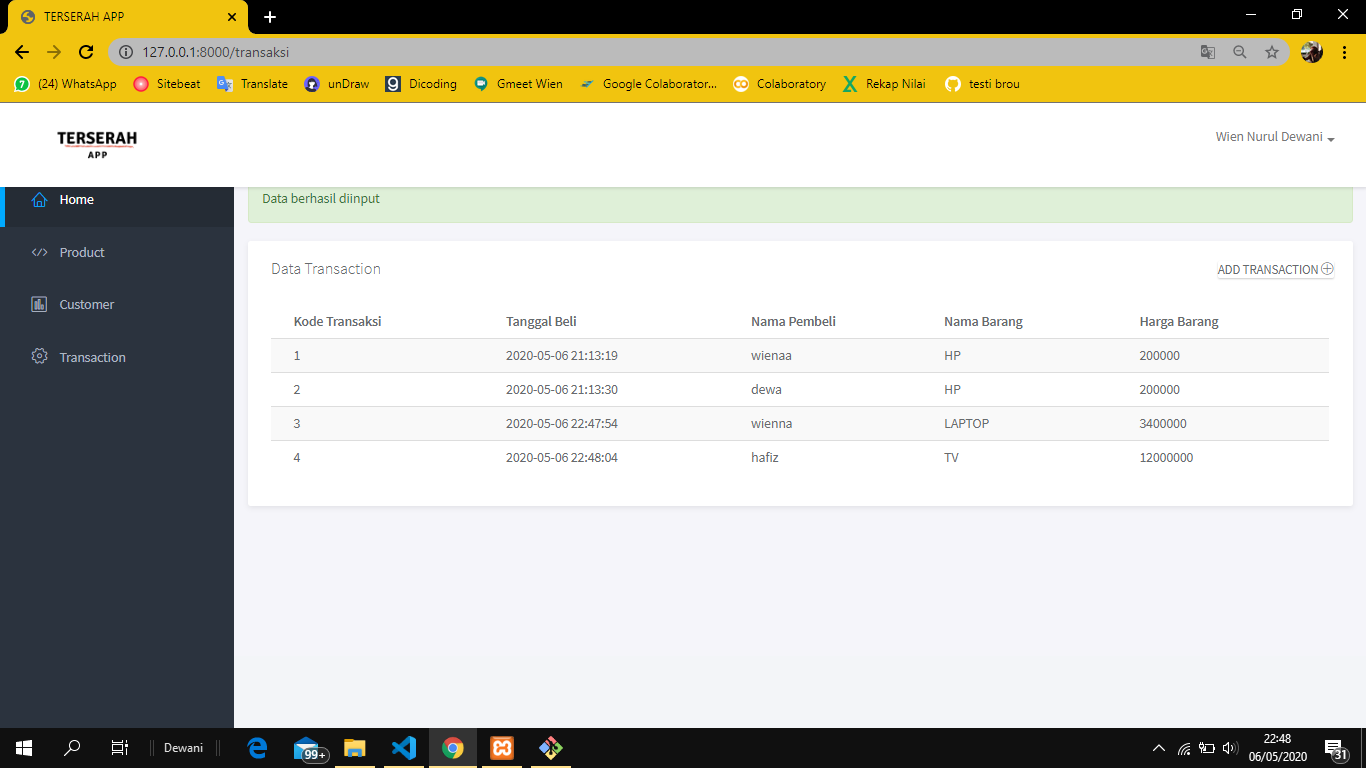 TERSERAH APP
127.0.0.1:8000/transaksi
(24) WhatsApp Sitebeat Translate unDraw Dicoding Gmeet Wien Google Colaborator... Colaboratory Rekap Nilai testi brou
TERSERAH
APP
Wien Nurul Dewani
Home
Product
Customer
Transaction
Data berhasil diinput
Data Transaction ADD TRANSACTION
Kode Transaksi Tanggal Beli Nama Pembeli Nama Barang Harga Barang
1 2020-05-06 21:13:19 wienaa HP 200000
2 2020-05-06 21:13:30 dewa HP 200000
3 2020-05-06 22:47:54 wienna LAPTOP 3400000
4 2020-05-06 22:48:04 hafiz TV 12000000
Dewani 99+ 22:48
06/05/2020 31